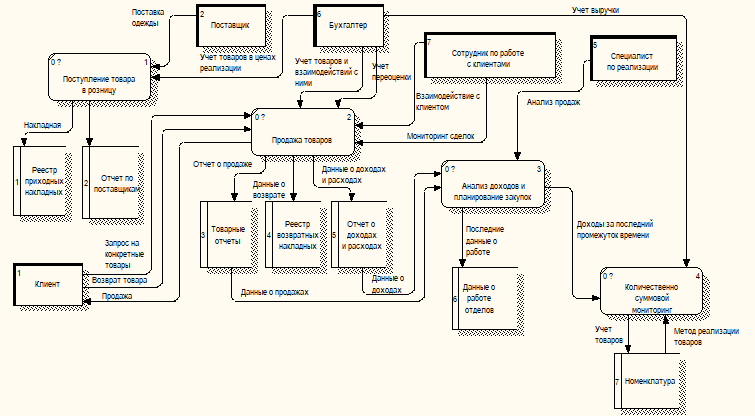 Поставка
одежды
2
Поставщик
6
Бухгалтер
Учет выручки
7
Сотрудник по работе
с клиентами
5
Специалист
по реализации
0 ?
1
Поступление товара
в розницу
Учет товаров в ценах
реализации
Учет товаров и
взаимодействий с
ними
Учет
переоценки
Взаимодействие с
клиентом
Анализ продаж
Накладная
0 ?
2
Продажа товаров
Мониторинг сделок
1
Реестр
приходных
накладных
2
Отчет по
поставщикам
Отчет о продаже
Данные о
возврате
Данные о доходах
и расходах
0 ?
3
Анализ доходов и
планирование закупок
3
Товарные
отчеты
4
Реестр
возвратных
накладных
5
Отчет о
доходах
и расходах
Последние
данные о
работе
Доходы за последний
промежуток времени
Запрос на
конкретные
товары
1
Клиент
Возврат товара
Продажа
Данные о продажах
Данные о
доходах
6
Данные о
работе
отделов
0 ?
4
Количественно
суммовой
мониторинг
Учет
товаров
Метод реализации
товаров
7
Номенклатура